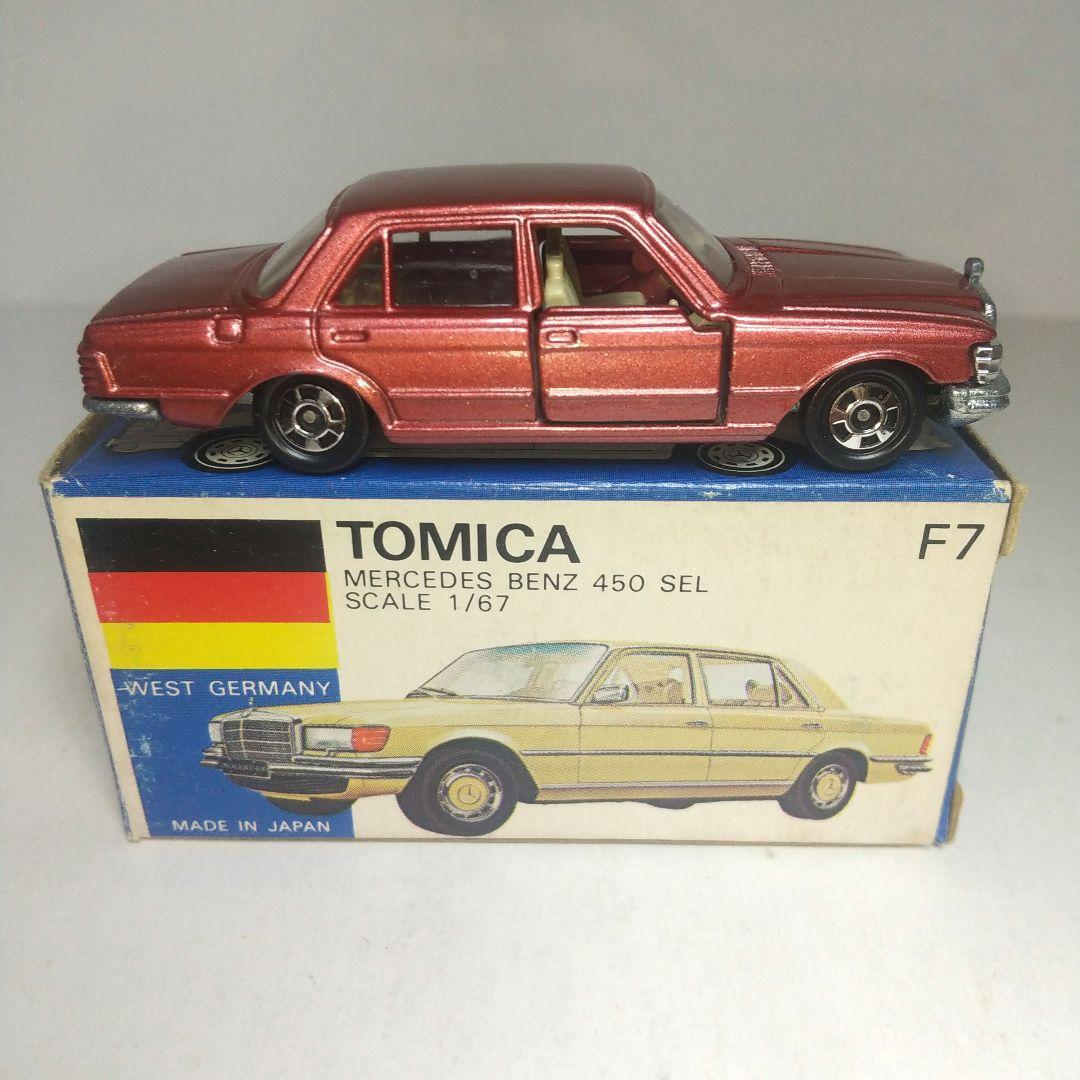 TOMICA
F7
MERCEDES BENZ 450 SEL
SCALE 1/67
WEST GERMANY
MADE IN JAPAN